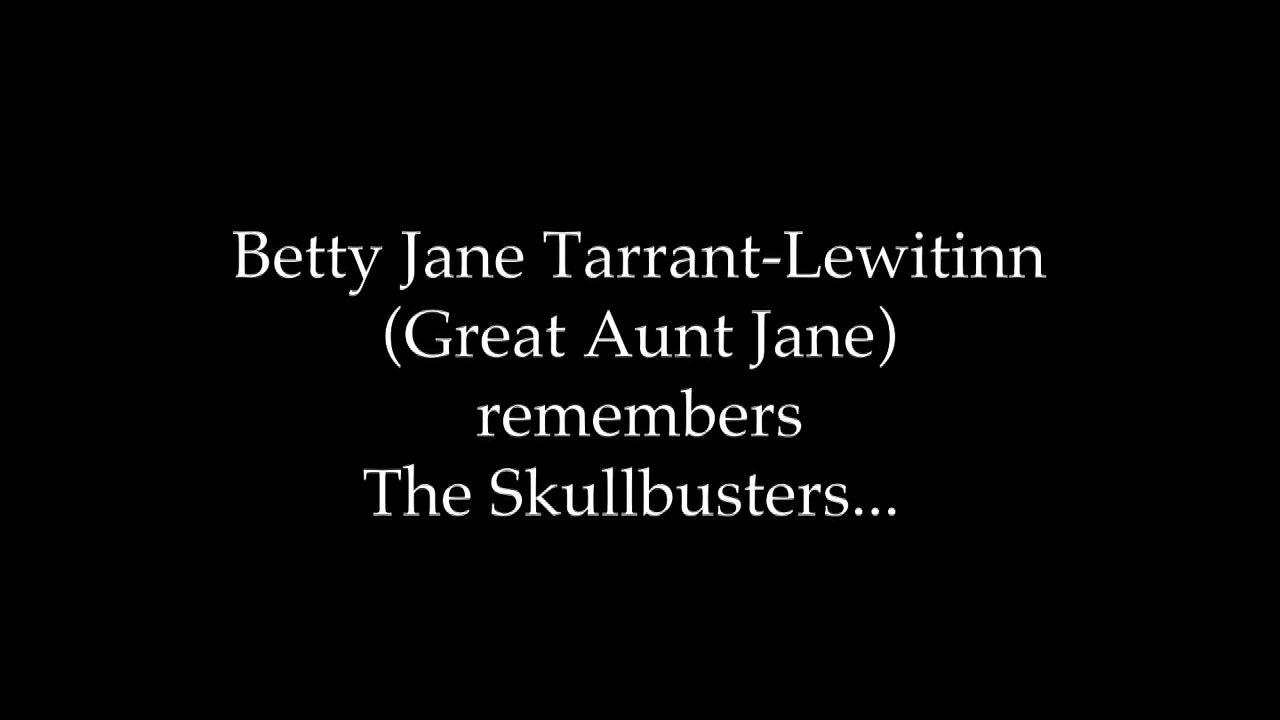 Betty Jane Tarrant-Lewitinn
(Great Aunt Jane)
remembers
The Skullbusters...